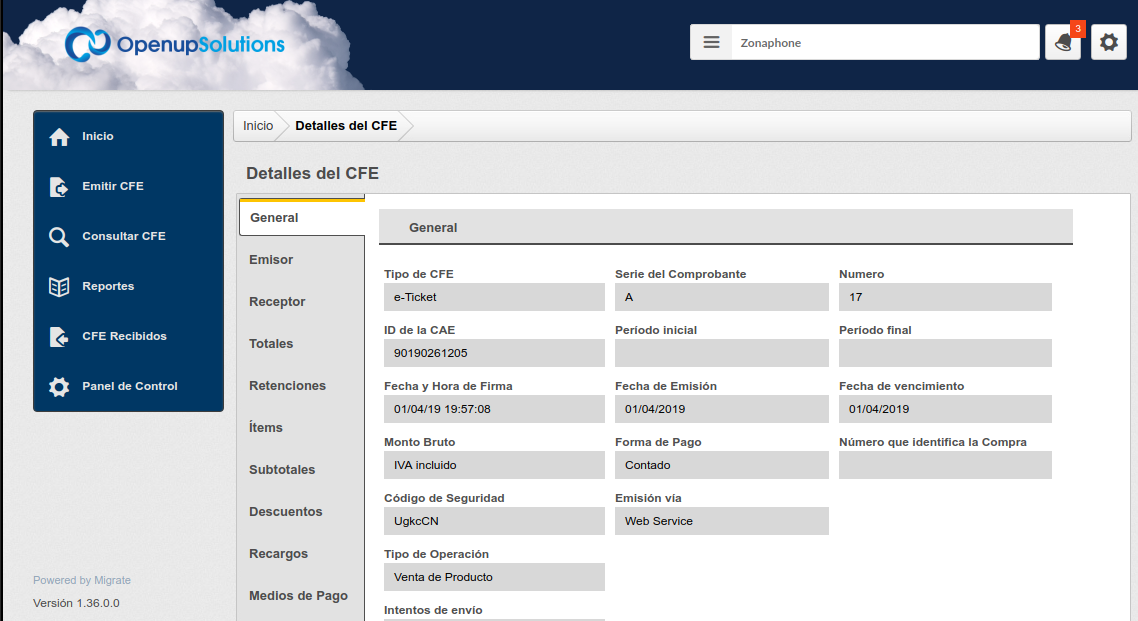 OpenupSolutions
Zonaphone
3
Inicio
Emitir CFE
Consultar CFE
Reportes
CFE Recibidos
Panel de Control
Powered by Migrate
Versión 1.36.0.0
Inicio Detalles del CFE
Detalles del CFE
General
Emisor
Receptor
Totales
Retenciones
Ítems
Subtotales
Descuentos
Recargos
Medios de Pago
General
Tipo de CFE Serie del Comprobante Numero
e-Ticket A 17
ID de la CAE Período inicial Período final
90190261205
Fecha y Hora de Firma Fecha de Emisión Fecha de vencimiento
01/04/19 19:57:08 01/04/2019 01/04/2019
Monto Bruto Forma de Pago Número que identifica la Compra
IVA incluido Contado
Código de Seguridad Emisión vía
UgkcCN Web Service
Tipo de Operación
Venta de Producto
Intentos de envío